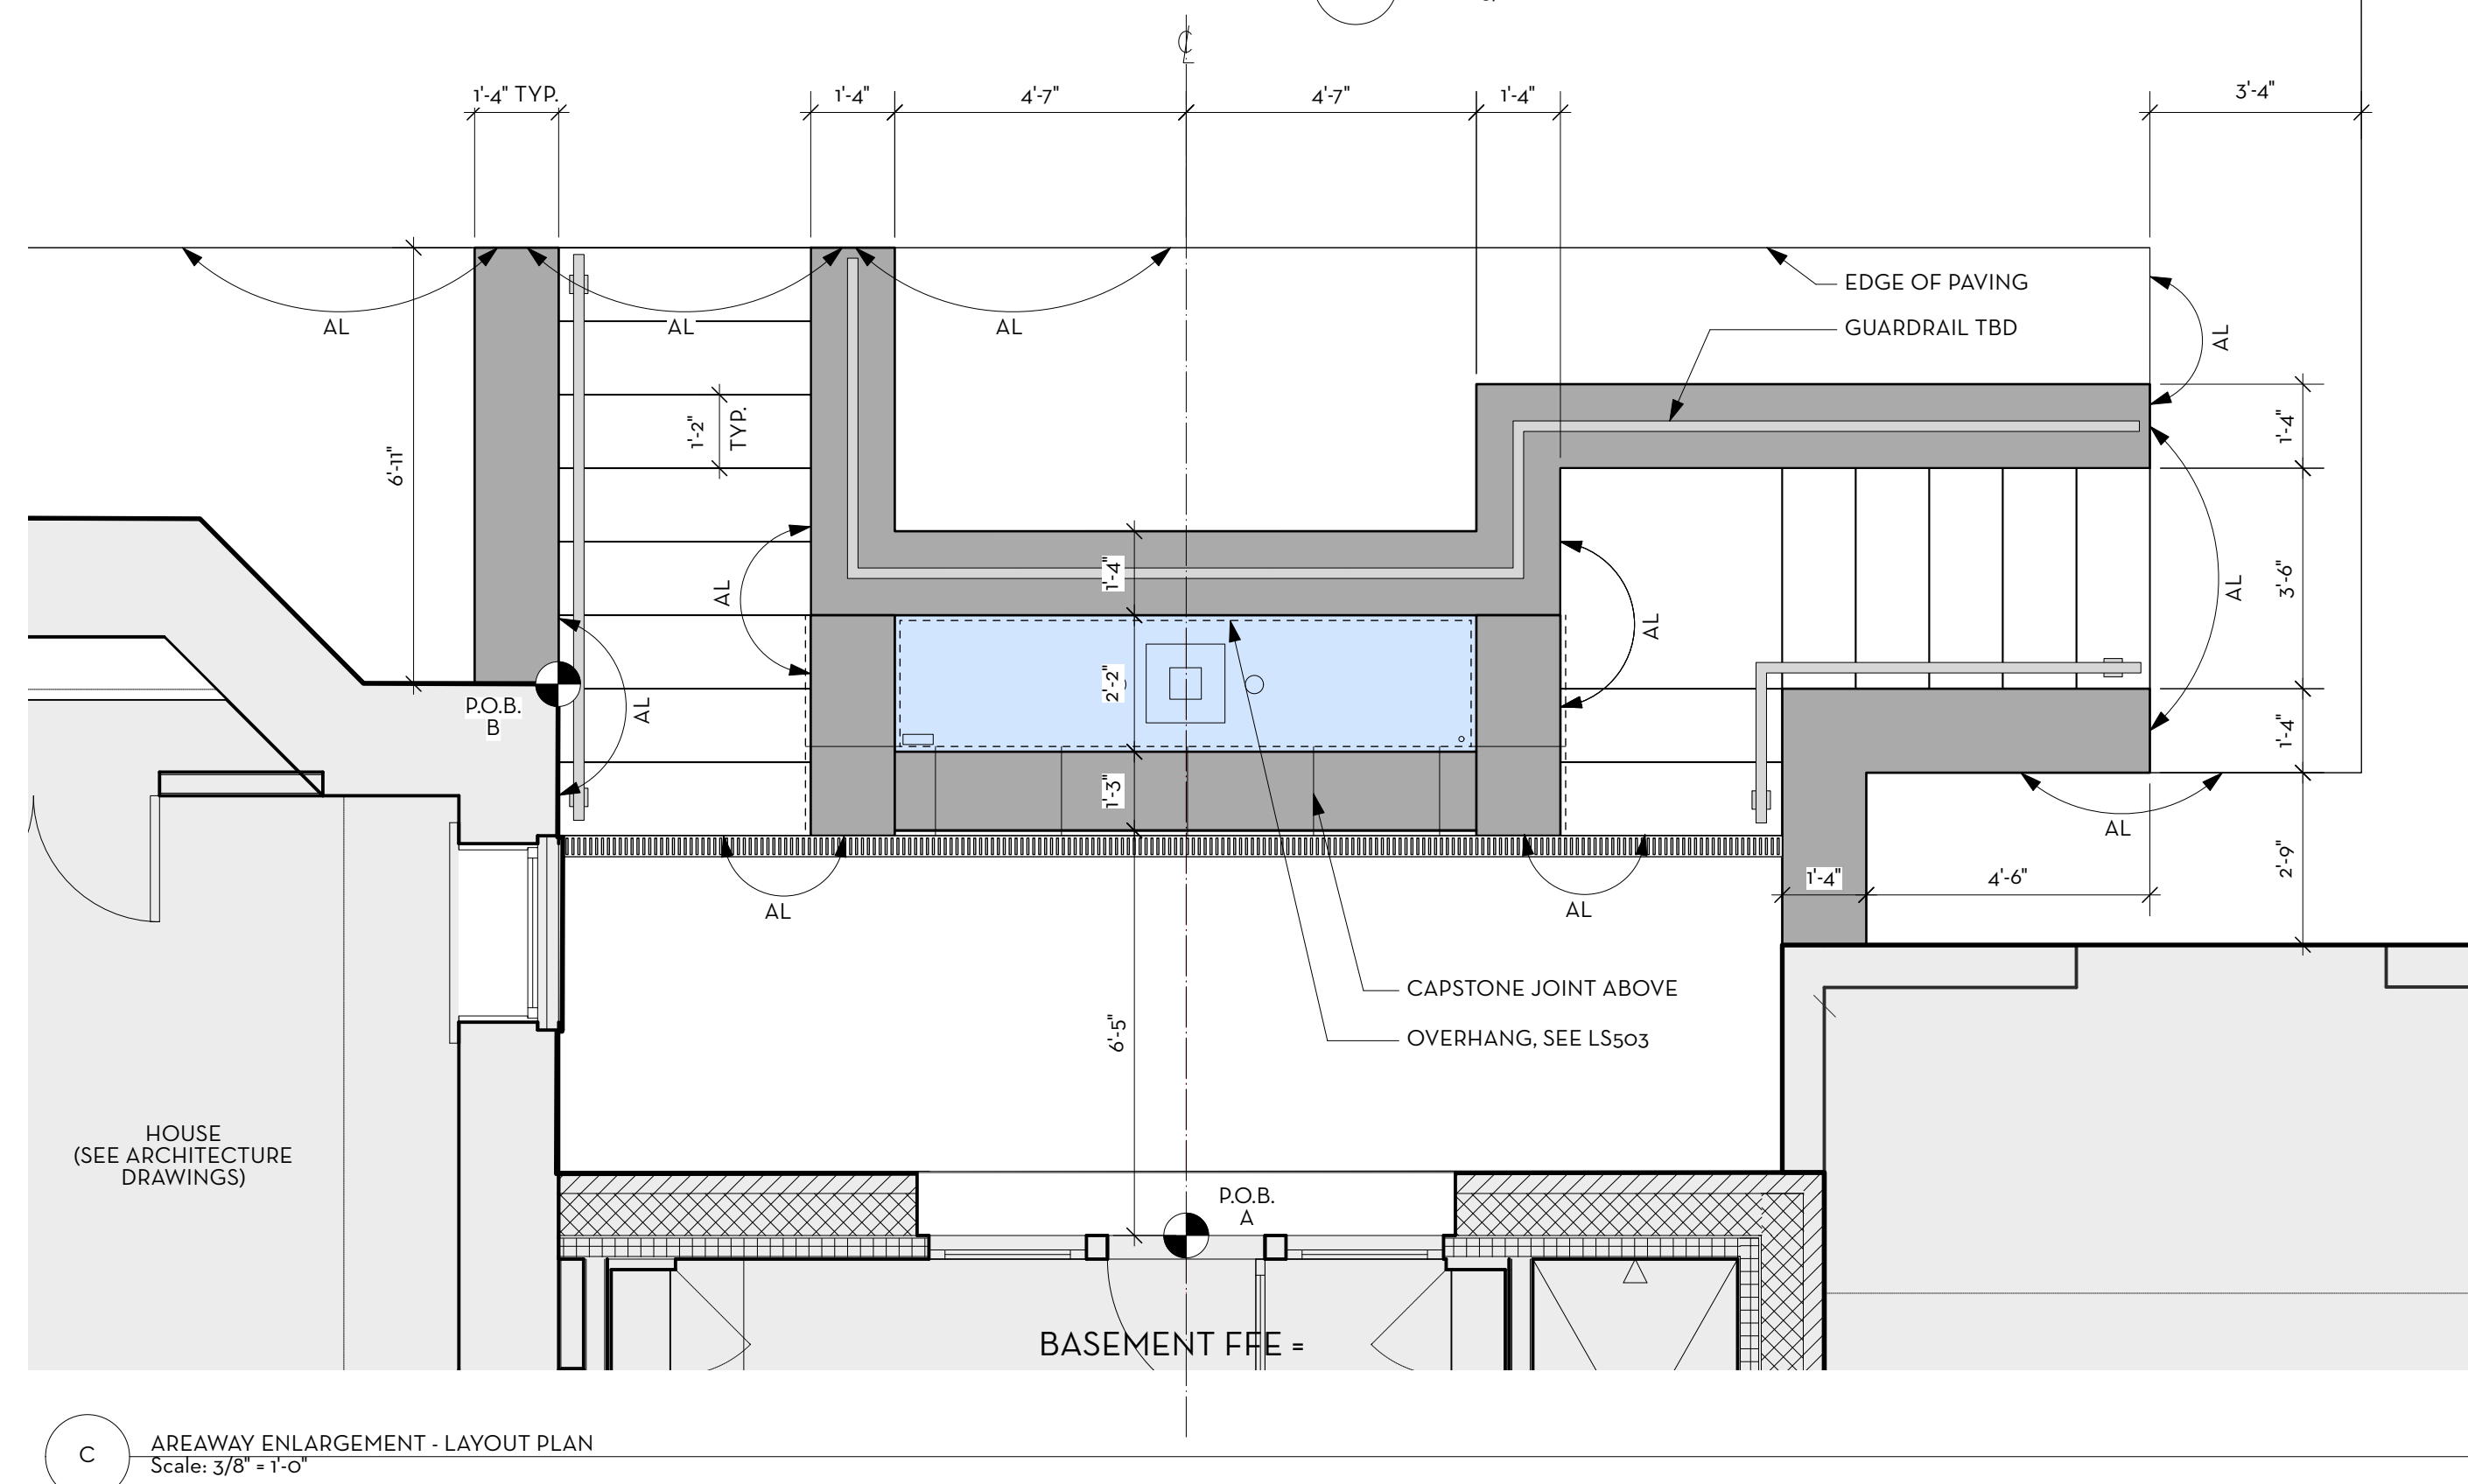 ℄
1'-4" TYP.
1'-4"
4'-7"
4'-7"
1'-4"
3'-4"
EDGE OF PAVING
GUARDRAIL TBD
AL
AL
AL
AL
6'-11"
1'-2"
TYP.
1'-4"
1'-4"
3'-6"
AL
AL
AL
AL
2'-2"
P.O.B.
B
1'-4"
1'-3"
AL
2'-9"
1'-4"
4'-6"
AL
AL
CAPSTONE JOINT ABOVE
6'-5"
OVERHANG, SEE LS503
HOUSE
(SEE ARCHITECTURE
DRAWINGS)
P.O.B.
A
BASEMENT FFE =
C
AREAWAY ENLARGEMENT - LAYOUT PLAN
Scale: 3/8" = 1'-0"